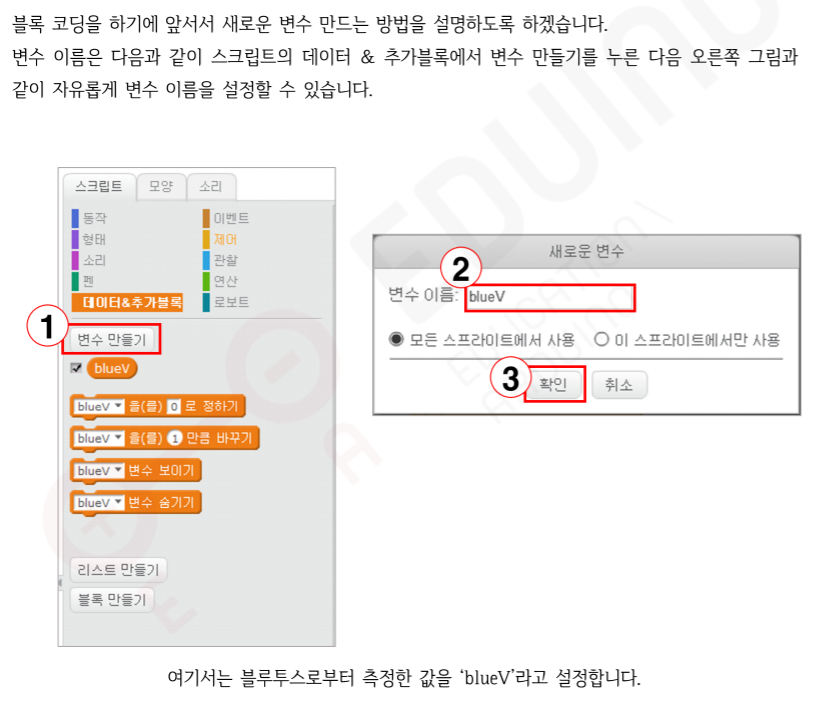 블록 코딩을 하기에 앞서서 새로운 변수 만드는 방법을 설명하도록 하겠습니다.
변수 이름은 다음과 같이 스크립트의 데이터 & 추가블록에서 변수 만들기를 누른 다음 오른쪽 그림과
같이 자유롭게 변수 이름을 설정할 수 있습니다.
스크립트 모양 소리
동작 이벤트
형태 제어
소리 관찰
펜 연산
데이터&추가블록 로보트
1 변수 만들기
blueV
blueV 을(를) 0 로 정하기
blueV 을(를) 1 만큼 바꾸기
blueV 변수 보이기
blueV 변수 숨기기
리스트 만들기
블록 만들기
새로운 변수
2
변수 이름: blueV
모든 스프라이트에서 사용 이 스프라이트에서만 사용
3 확인 취소
여기서는 블루투스로부터 측정한 값을 ‘blueV’라고 설정합니다.
EDUINO
EDUCATION